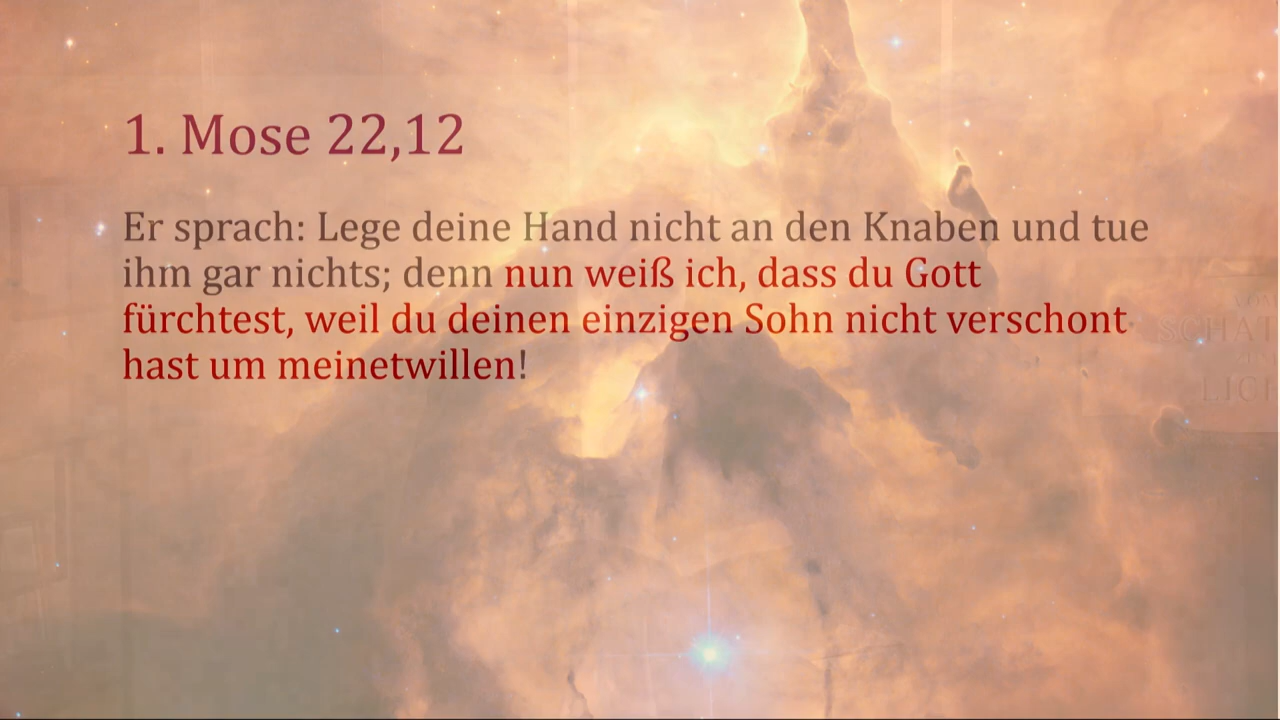 1. Mose 22,12
Er sprach: Lege deine Hand nicht an den Knaben und tue
ihm gar nichts; denn nun weiß ich, dass du Gott
fürchtest, weil du deinen einzigen Sohn nicht verschont
hast um meinetwillen!